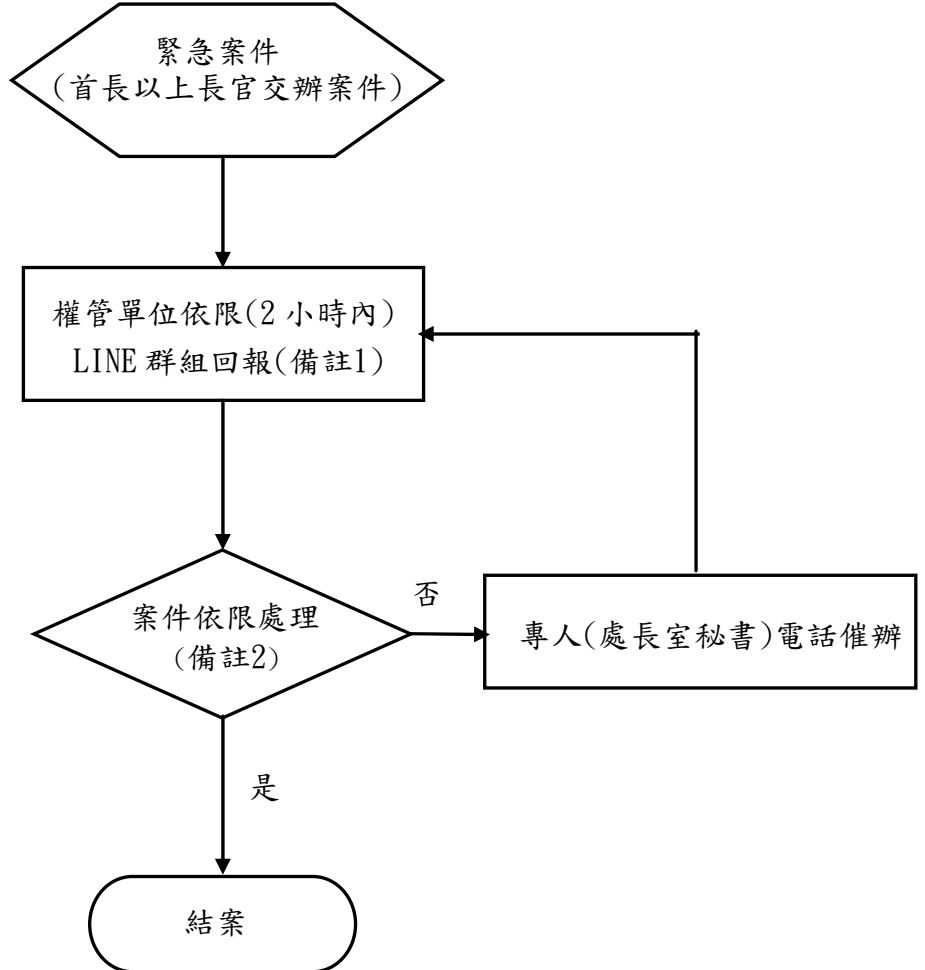 緊急案件
(首長以上長官交辦案件)
權管單位依限(2 小時內)
LINE 群組回報(備註1)
案件依限處理
(備註2)
否
專人(處長室秘書)電話催辦
是
結案